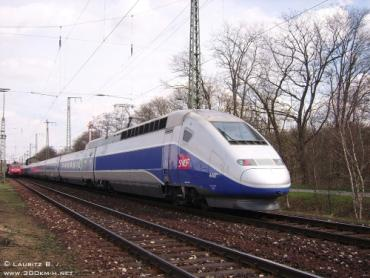 SNCF
© LAURITZ B. /
WWW.300KM-H.NET